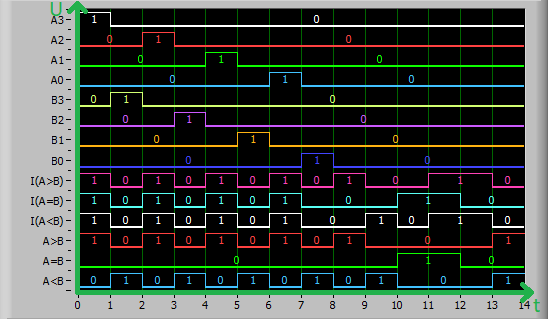 U
A3 1 0
A2 0 1 0
A1 0 1 0
A0 0 1 0
B3 0 1 0
B2 0 1 0
B1 0 1 0
B0 0 1 0
I(A>B) 1 0 1 0 1 0 1 0 1 0 1 0
I(A=B) 1 0 1 0 1 0 1 0 1 0
I(A<B) 1 0 1 0 1 0 1 0 1 0 1 0
A>B 1 0 1 0 1 0 1 0 1 0 1
A=B 0 1 0
A<B 0 1 0 1 0 1 0 1 0 1 0 1
0 1 2 3 4 5 6 7 8 9 10 11 12 13 14 t